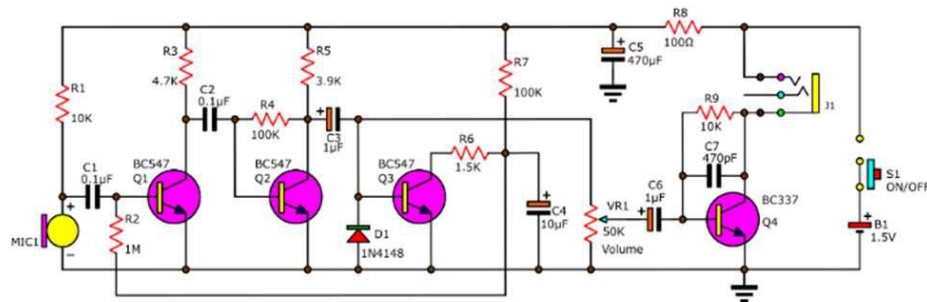 R1
10K
MIC1
+
−
C1
0.1µF
R2
1M
BC547
Q1
R3
4.7K
C2
0.1µF
R4
100K
BC547
Q2
R5
3.9K
+
C3
1µF
D1
1N4148
BC547
Q3
R6
1.5K
R7
100K
+
C4
10µF
+
C5
470µF
VR1
50K
Volume
C6
1µF
+
R8
100Ω
R9
10K
C7
470pF
BC337
Q4
J1
S1
ON/OFF
+
B1
1.5V